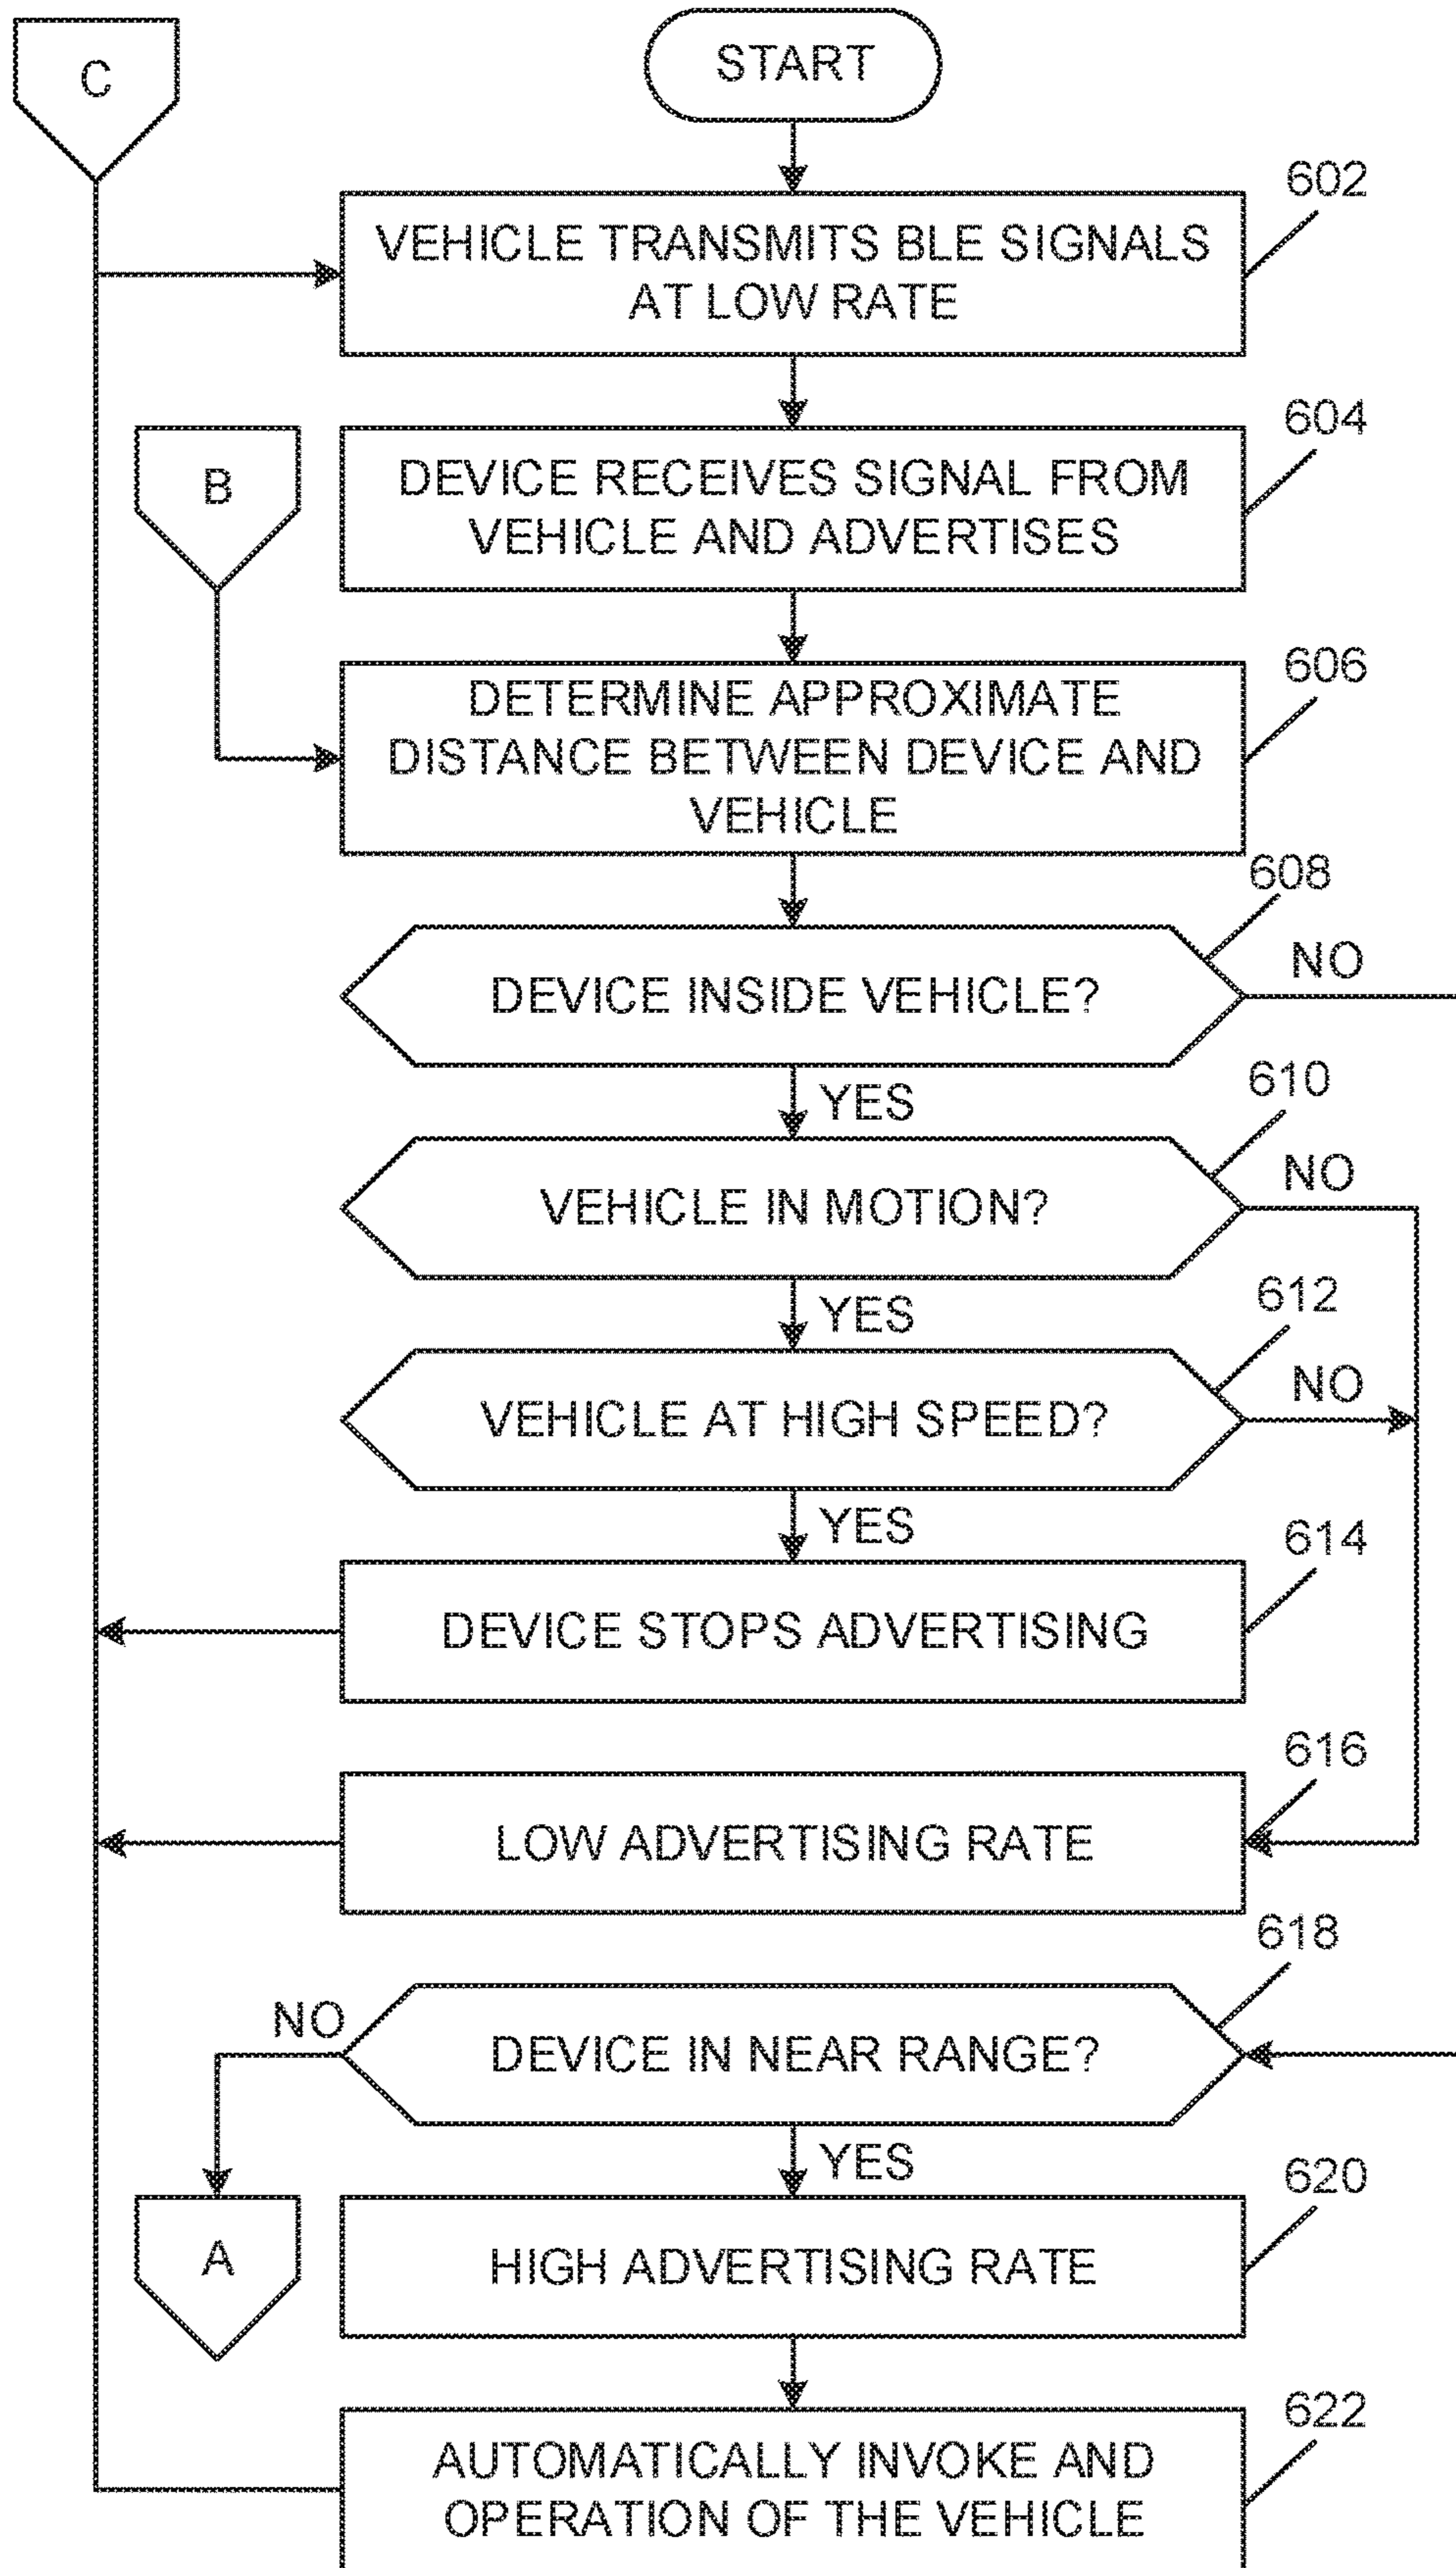 C
START
602
VEHICLE TRANSMITS BLE SIGNALS
AT LOW RATE
604
B
DEVICE RECEIVES SIGNAL FROM
VEHICLE AND ADVERTISES
606
DETERMINE APPROXIMATE
DISTANCE BETWEEN DEVICE AND
VEHICLE
608
DEVICE INSIDE VEHICLE?
NO
YES
610
VEHICLE IN MOTION?
NO
YES
612
VEHICLE AT HIGH SPEED?
NO
YES
614
DEVICE STOPS ADVERTISING
616
LOW ADVERTISING RATE
618
NO
DEVICE IN NEAR RANGE?
YES
620
A
HIGH ADVERTISING RATE
622
AUTOMATICALLY INVOKE AND
OPERATION OF THE VEHICLE